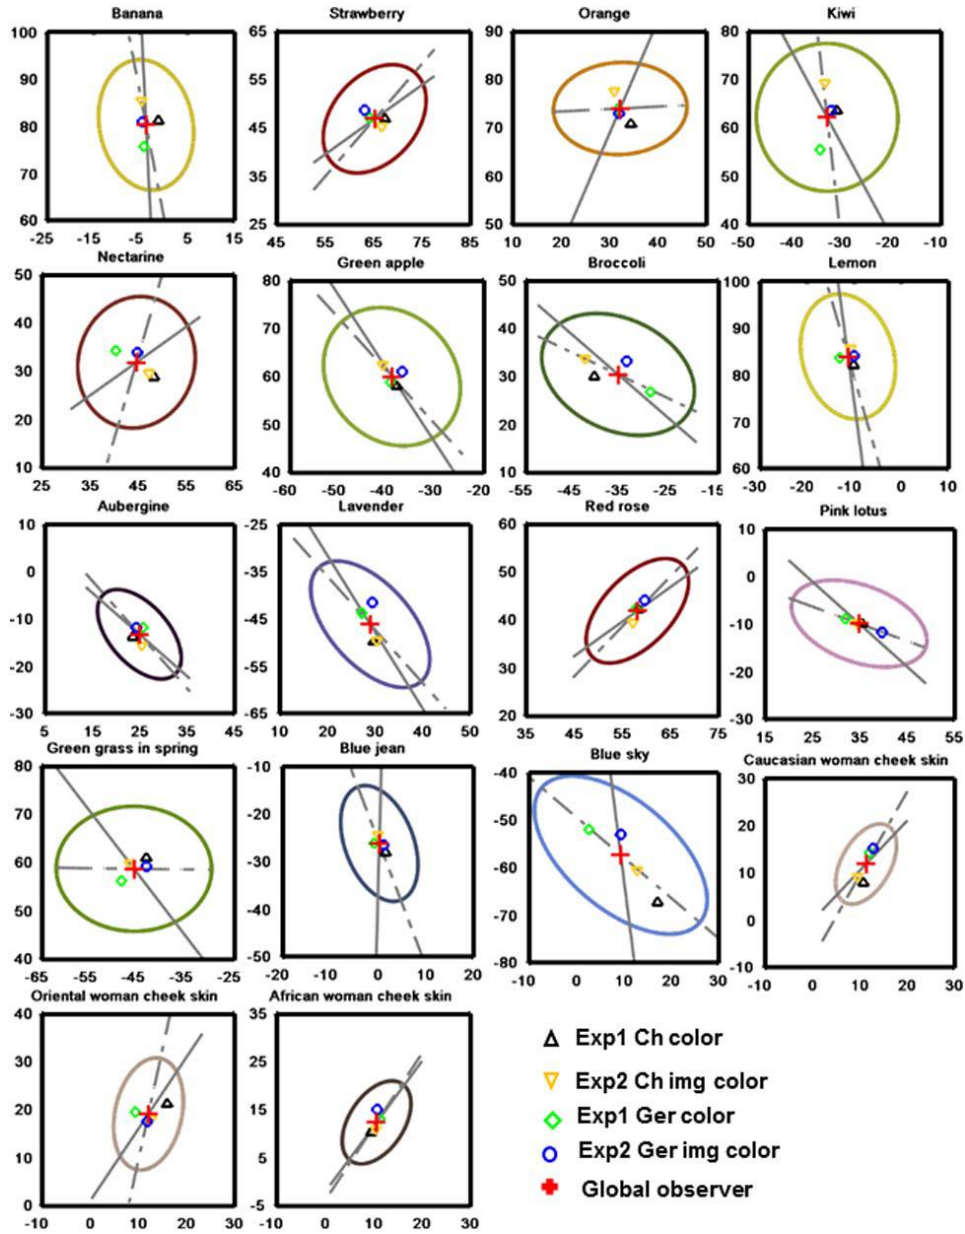 Banana
Strawberry
Orange
Kiwi
100
90
80
70
60
-25 -15 -5 5 15
65
55
45
35
25
45 55 65 75 85
90
80
70
60
50
10 20 30 40 50
80
70
60
50
40
-50 -40 -30 -20 -10
Nectarine
Green apple
Broccoli
Lemon
50
40
30
20
10
25 35 45 55 65
80
70
60
50
40
-60 -50 -40 -30 -20
50
40
30
20
10
-55 -45 -35 -25 -15
100
90
80
70
60
-30 -20 -10 0 10
Aubergine
Lavender
Red rose
Pink lotus
10
0
-10
-20
-30
5 15 25 35 45
-25
-35
-45
-55
-65
10 20 30 40 50
60
50
40
30
20
35 45 55 65 75
10
0
-10
-20
-30
15 25 35 45 55
Green grass in spring
Blue jean
Blue sky
Caucasian woman cheek skin
80
70
60
50
40
-65 -55 -45 -35 -25
-10
-20
-30
-40
-50
-20 -10 0 10 20
-40
-50
-60
-70
-80
-10 0 10 20 30
30
20
10
0
-10
-10 0 10 20 30
Oriental woman cheek skin
African woman cheek skin
40
30
20
10
0
-10 0 10 20 30
35
25
15
5
-5
-10 0 10 20 30
Exp1 Ch color
Exp2 Ch img color
Exp1 Ger color
Exp2 Ger img color
Global observer